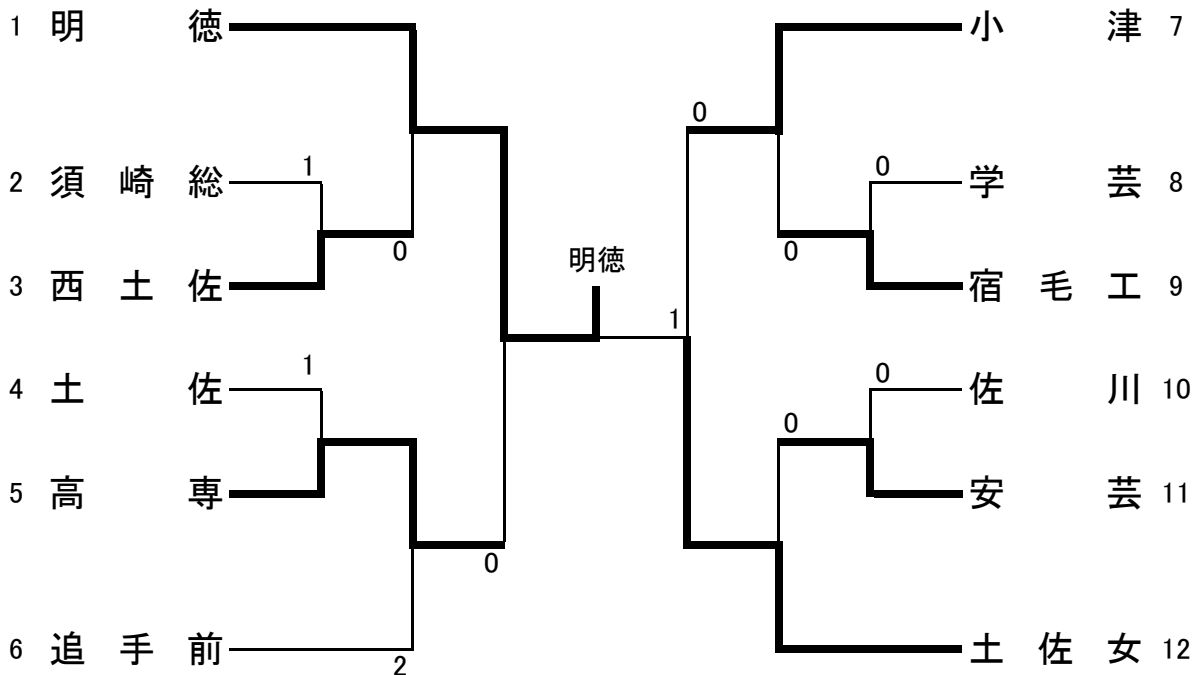 1 明徳
小津 7
0
2 須崎総
1
0
学芸 8
0
0
明徳
3 西土佐
宿毛工 9
1
4 土佐
1
0
佐川 10
0
5 高専
安芸 11
0
6 追手前
2
土佐女 12